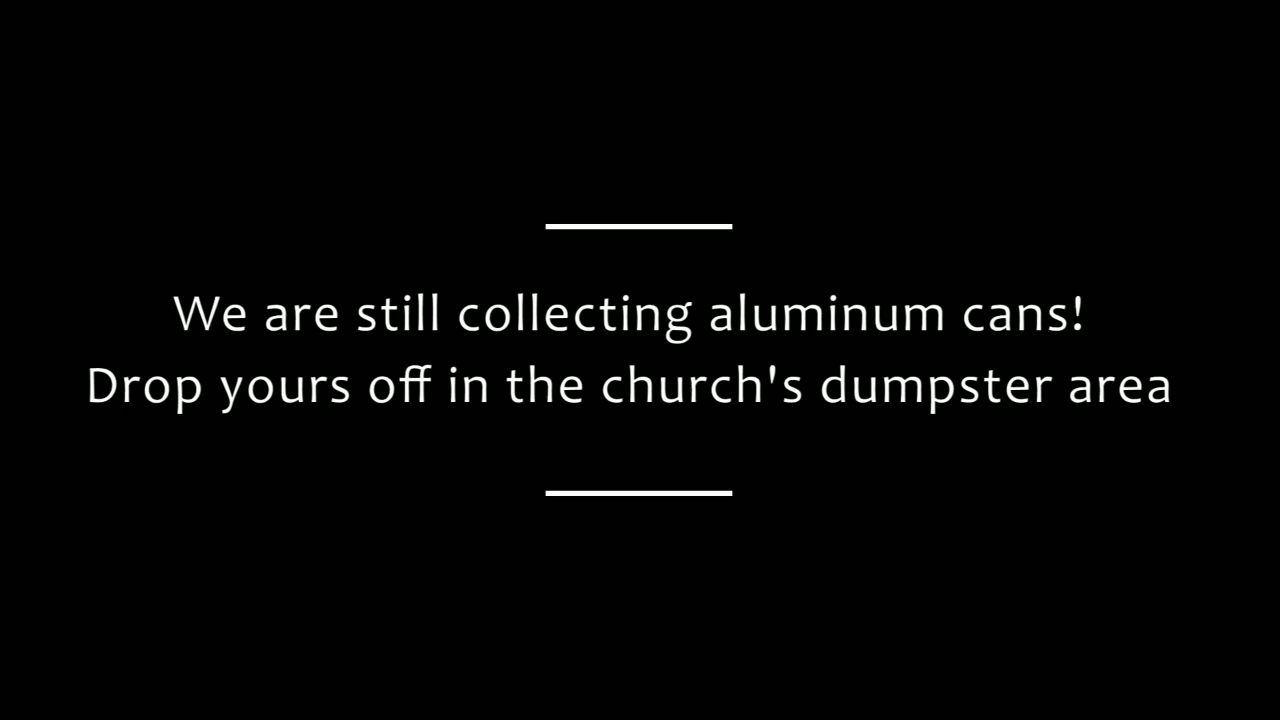 We are still collecting aluminum cans!
Drop yours off in the church's dumpster area